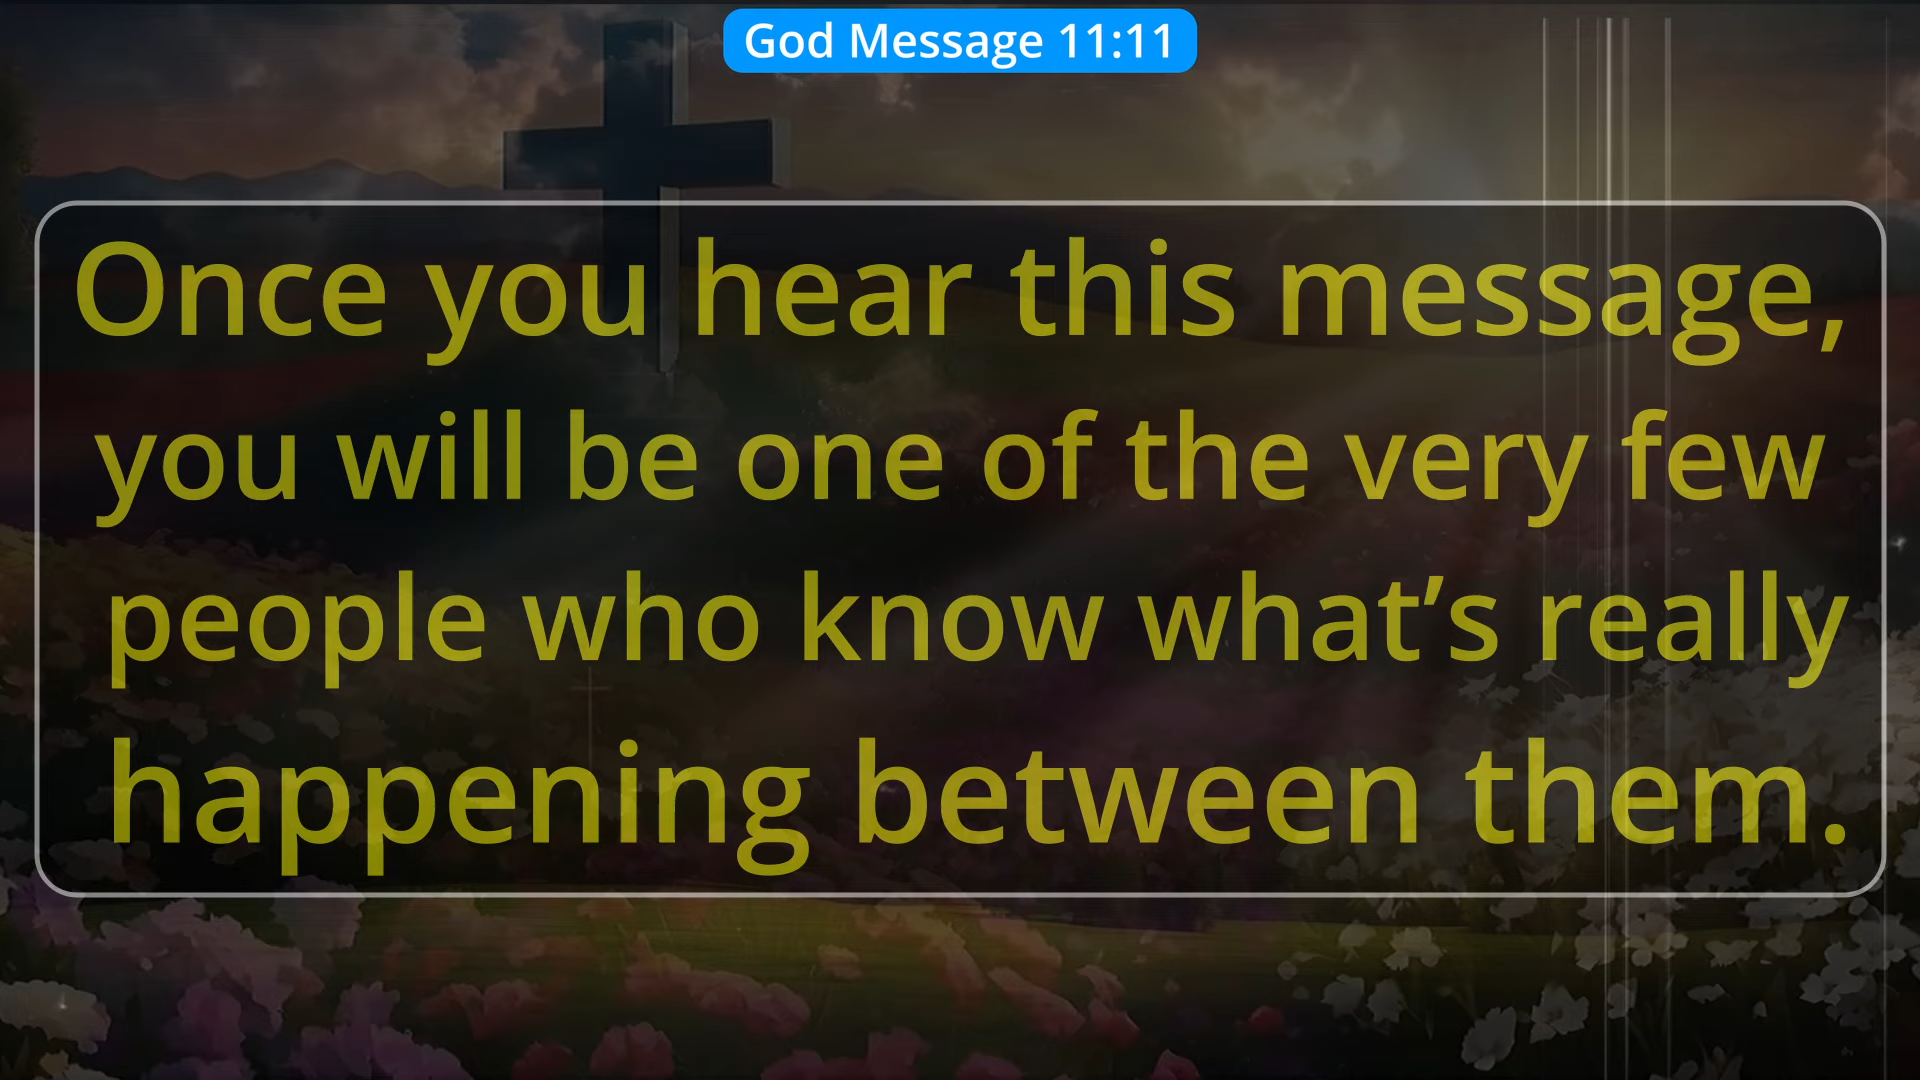 God Message 11:11
Once you hear this message,
you will be one of the very few
people who know what’s really
happening between them.